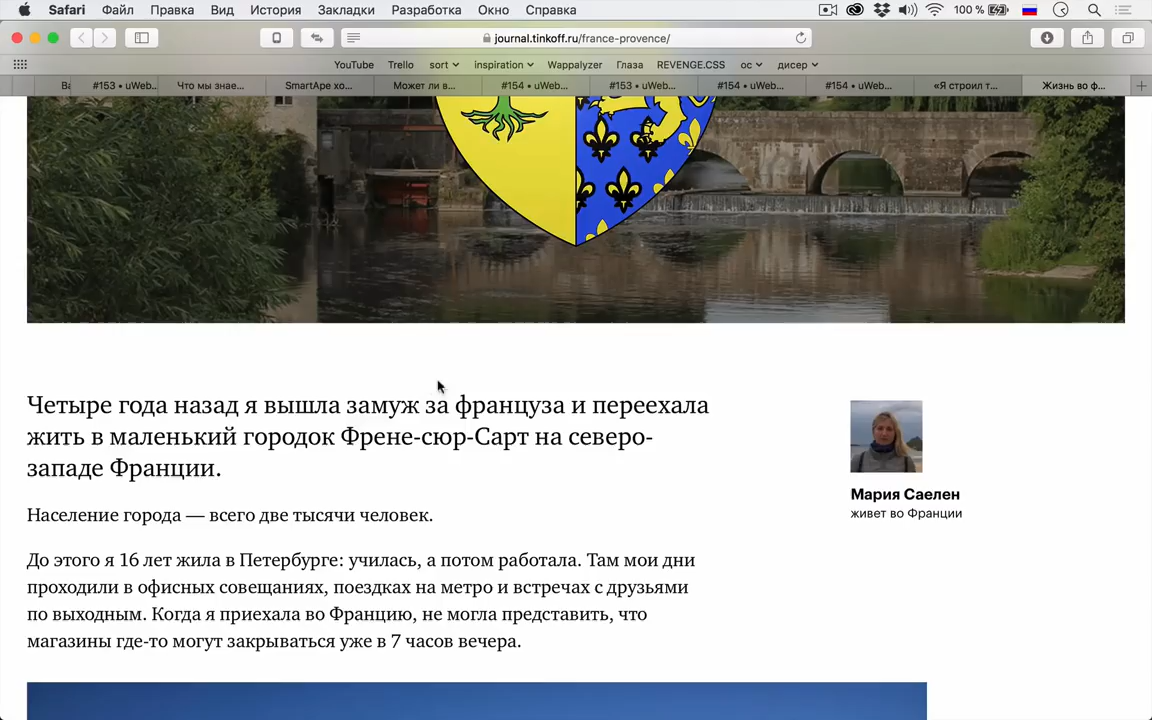 Safari Файл Правка Вид История Закладки Разработка Окно Справка 100 %
journal.tinkoff.ru/france-provence/
YouTube Trello sort inspiration Wappalyzer Глаза REVENGE.CSS ос дисер
Ва #153 • uWeb... Что мы знае... SmartApe хо... Может ли в... #154 • uWeb... #153 • uWeb... #154 • uWeb... #154 • uWeb... «Я строил т... Жизнь во ф...
Четыре года назад я вышла замуж за француза и переехала
жить в маленький городок Френе-сюр-Сарт на северо-
западе Франции.
Мария Саелен
живет во Франции
Население города — всего две тысячи человек.
До этого я 16 лет жила в Петербурге: училась, а потом работала. Там мои дни
проходили в офисных совещаниях, поездках на метро и встречах с друзьями
по выходным. Когда я приехала во Францию, не могла представить, что
магазины где-то могут закрываться уже в 7 часов вечера.